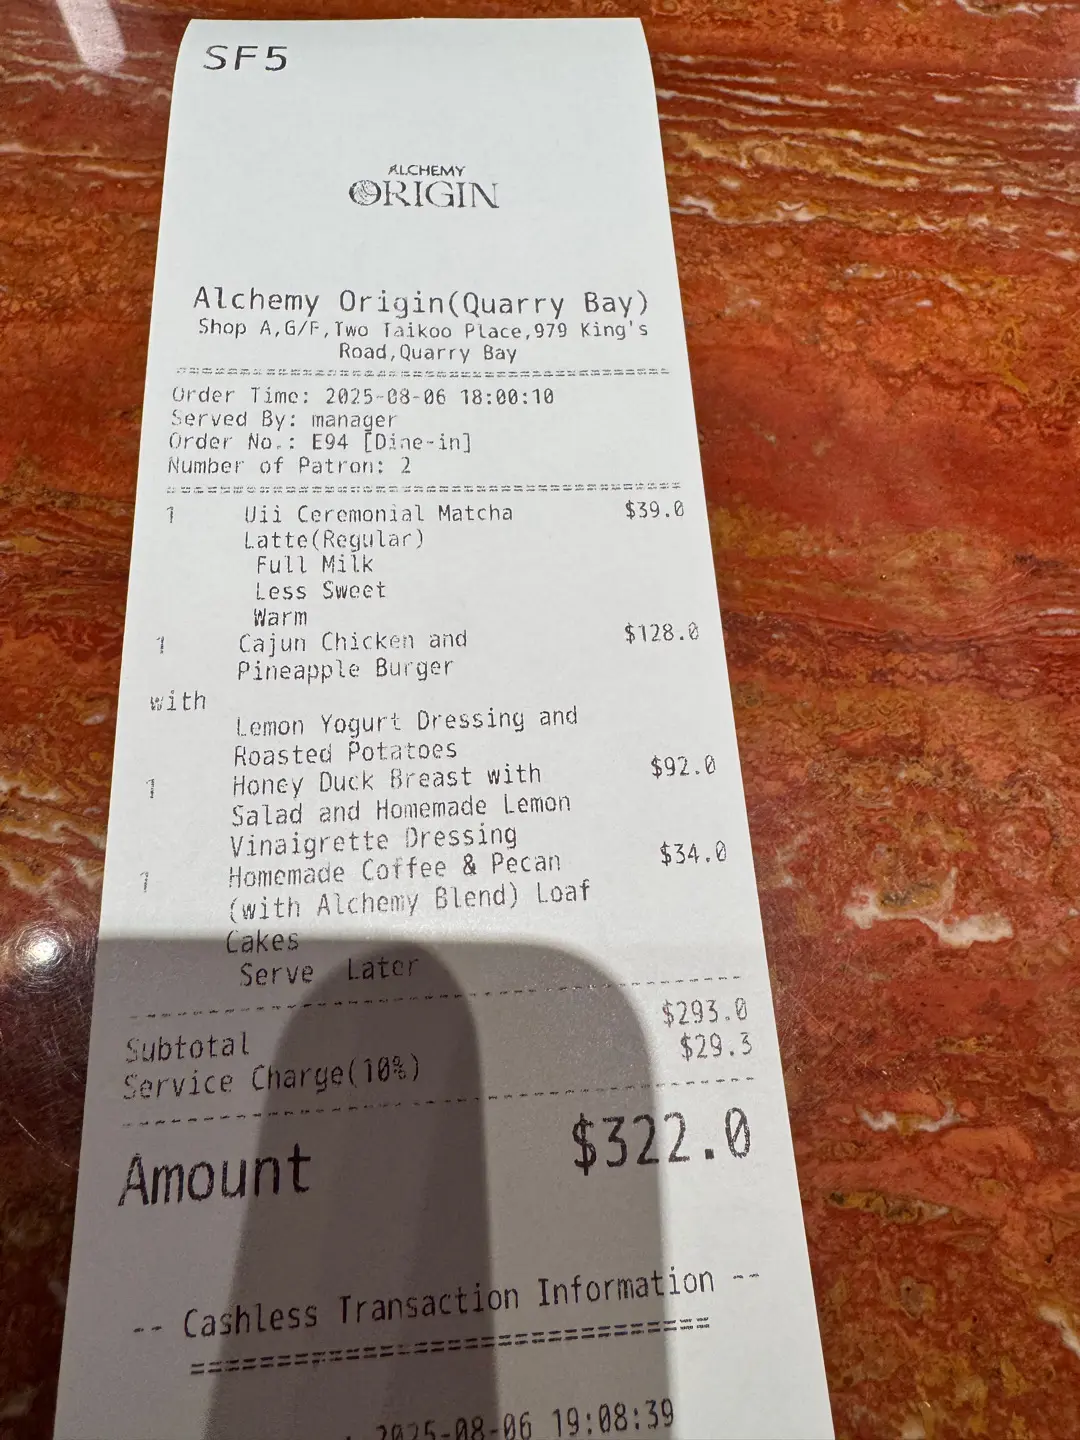 SF5
ALCHEMY
ORIGIN
Alchemy Origin(Quarry Bay)
Shop A,G/F,Two Taikoo Place,979 King's
Road,Quarry Bay
Order Time: 2025-08-06 18:00:10
Served By: manager
Order No.: E94 [Dine-in]
Number of Patron: 2
1 Uii Ceremonial Matcha $39.0
Latte(Regular)
Full Milk
Less Sweet
Warm
1 Cajun Chicken and $128.0
Pineapple Burger
with
Lemon Yogurt Dressing and
Roasted Potatoes
1 Honey Duck Breast with $92.0
Salad and Homemade Lemon
Vinaigrette Dressing
1 Homemade Coffee & Pecan $34.0
(with Alchemy Blend) Loaf
Cakes
Serve Later
Subtotal $293.0
Service Charge(10%) $29.3
Amount $322.0
-- Cashless Transaction Information --
2025-08-06 19:08:39